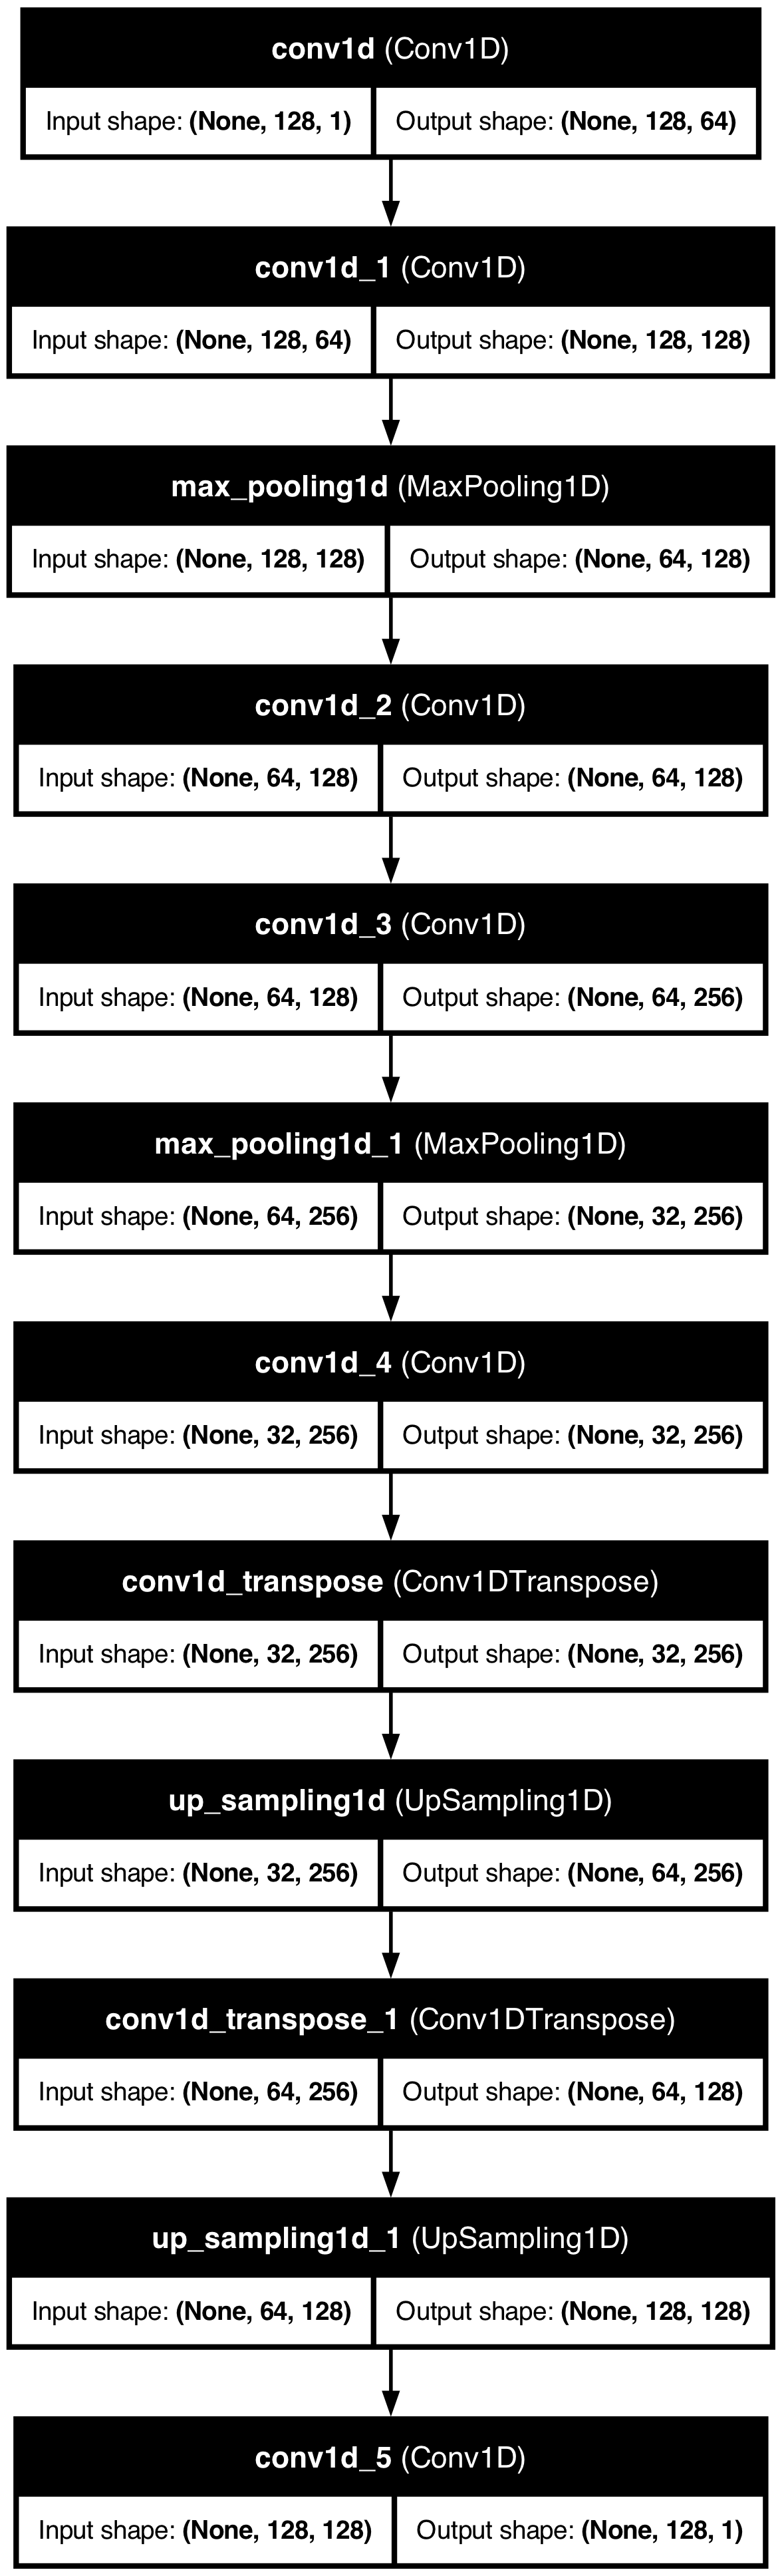 conv1d (Conv1D)
Input shape: (None, 128, 1) Output shape: (None, 128, 64)
conv1d_1 (Conv1D)
Input shape: (None, 128, 64) Output shape: (None, 128, 128)
max_pooling1d (MaxPooling1D)
Input shape: (None, 128, 128) Output shape: (None, 64, 128)
conv1d_2 (Conv1D)
Input shape: (None, 64, 128) Output shape: (None, 64, 128)
conv1d_3 (Conv1D)
Input shape: (None, 64, 128) Output shape: (None, 64, 256)
max_pooling1d_1 (MaxPooling1D)
Input shape: (None, 64, 256) Output shape: (None, 32, 256)
conv1d_4 (Conv1D)
Input shape: (None, 32, 256) Output shape: (None, 32, 256)
conv1d_transpose (Conv1DTranspose)
Input shape: (None, 32, 256) Output shape: (None, 32, 256)
up_sampling1d (UpSampling1D)
Input shape: (None, 32, 256) Output shape: (None, 64, 256)
conv1d_transpose_1 (Conv1DTranspose)
Input shape: (None, 64, 256) Output shape: (None, 64, 128)
up_sampling1d_1 (UpSampling1D)
Input shape: (None, 64, 128) Output shape: (None, 128, 128)
conv1d_5 (Conv1D)
Input shape: (None, 128, 128) Output shape: (None, 128, 1)